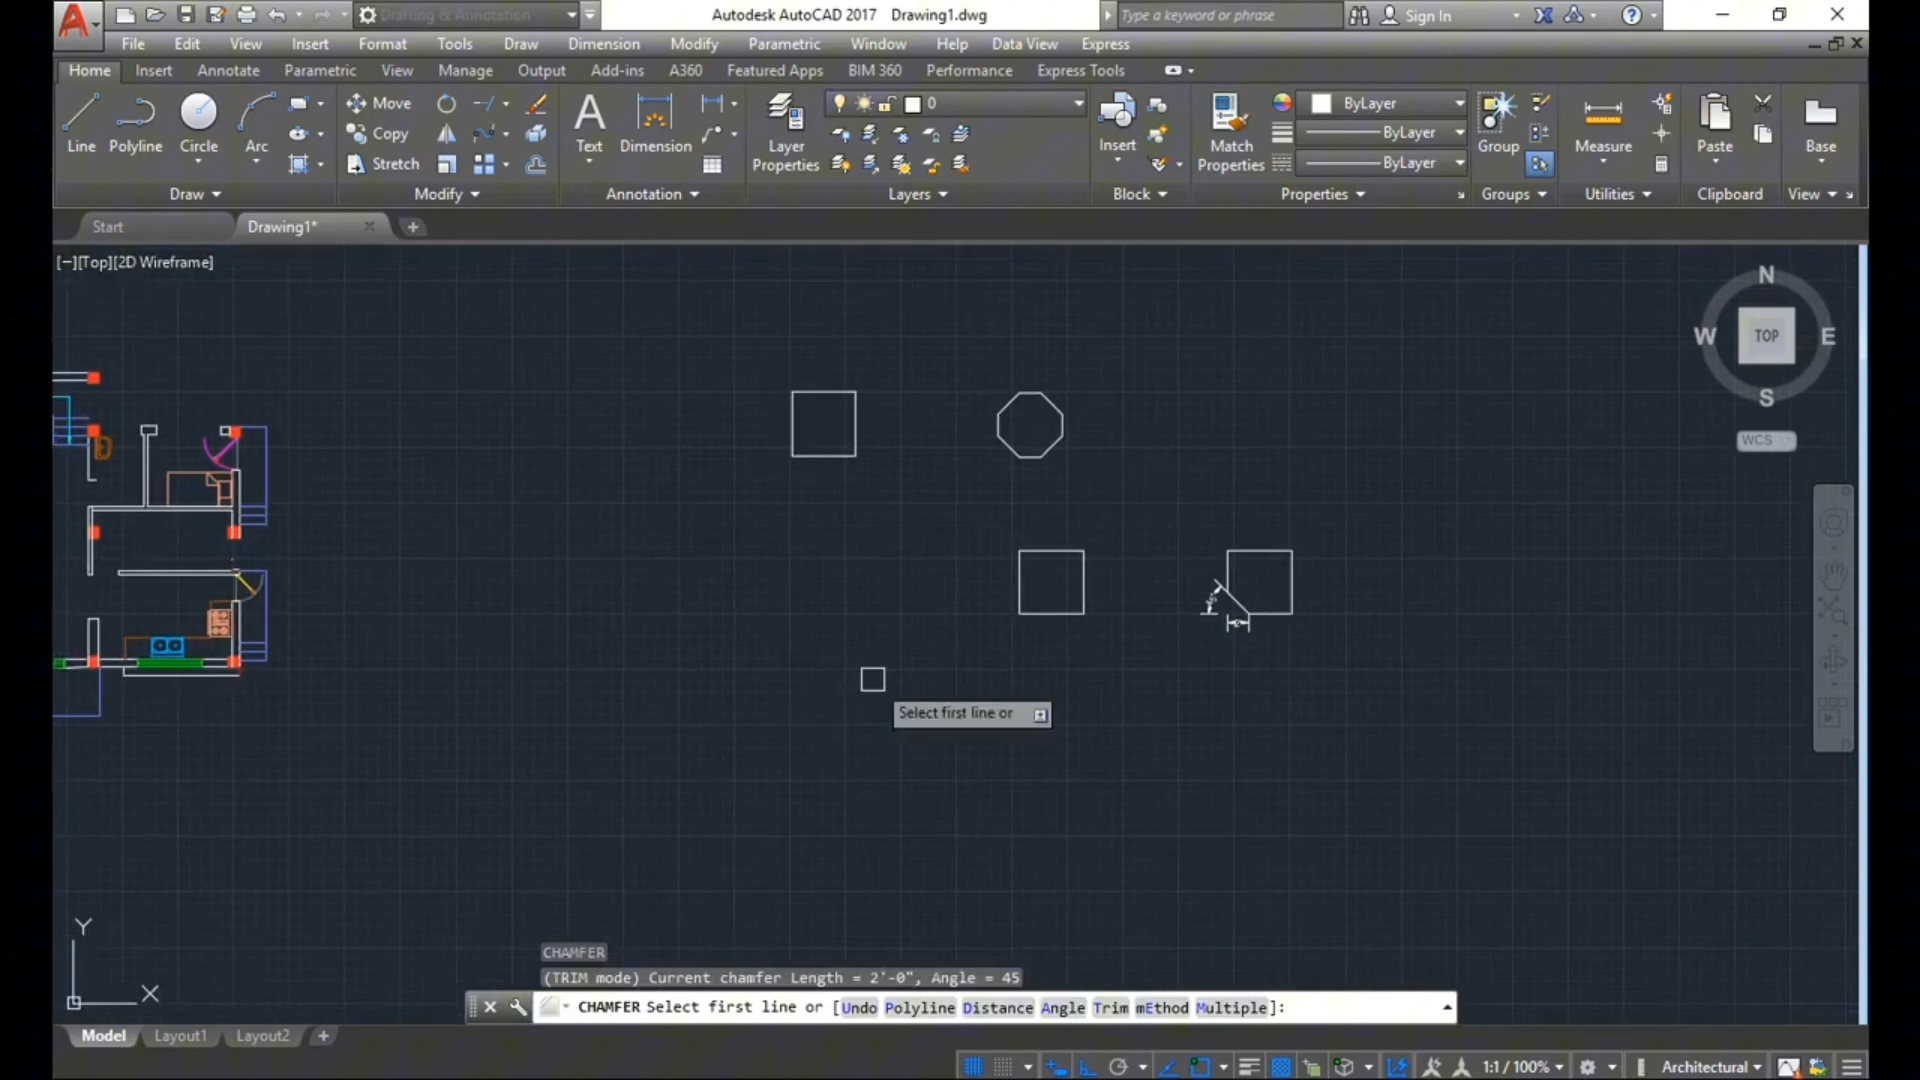 Drafting & Annotation
Autodesk AutoCAD 2017 Drawing1.dwg
Type a keyword or phrase
Sign In
File Edit View Insert Format Tools Draw Dimension Modify Parametric Window Help Data View Express
Home Insert Annotate Parametric View Manage Output Add-ins A360 Featured Apps BIM 360 Performance Express Tools
Line Polyline Circle Arc
Move
Copy
Stretch
Text Dimension
Layer Properties
0
Insert
Match Properties
ByLayer
ByLayer
ByLayer
Group
Measure
Paste
Base
Draw Modify Annotation Layers Block Properties Groups Utilities Clipboard View
Start Drawing1*
[−][Top][2D Wireframe]
N
W TOP E
S
WCS
Select first line or
Y
X
CHAMFER
(TRIM mode) Current chamfer Length = 2'-0", Angle = 45
CHAMFER Select first line or [Undo Polyline Distance Angle Trim mEthod Multiple]:
Model Layout1 Layout2
1:1 / 100% Architectural